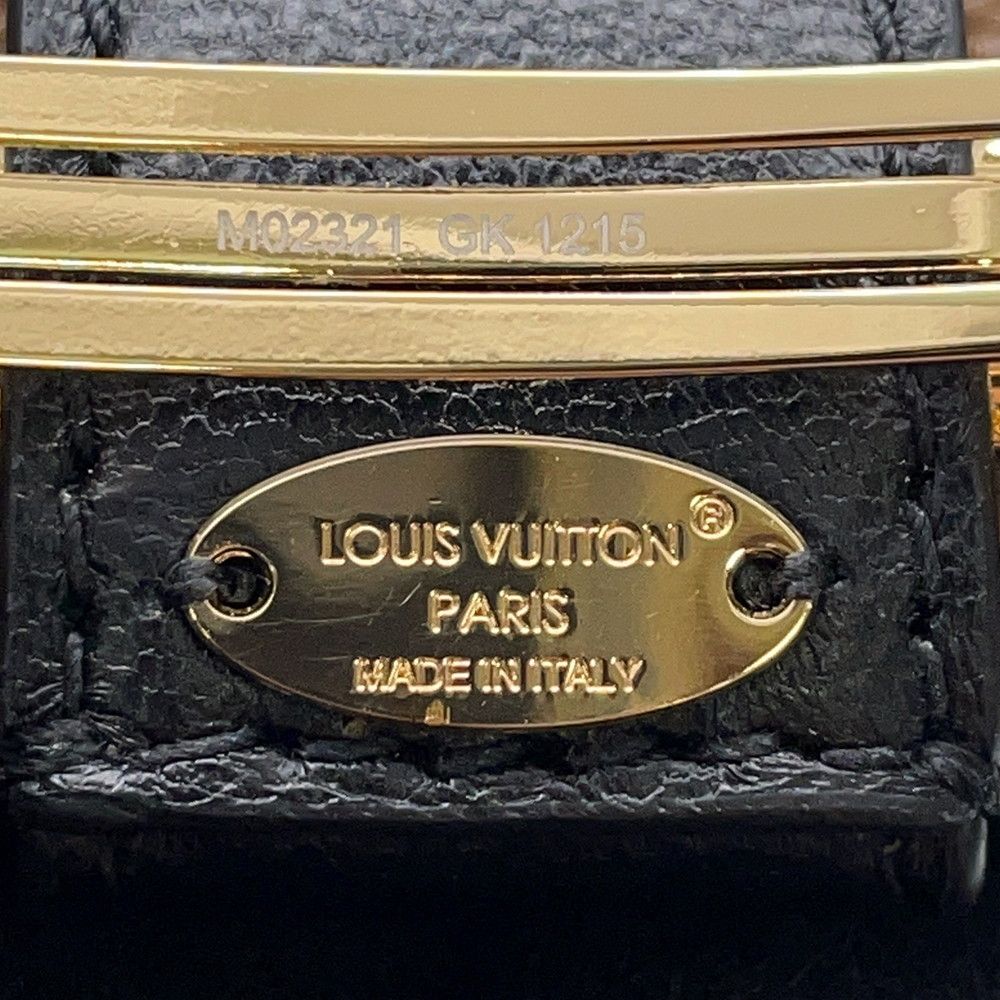 M02321 GK 1215
LOUIS VUITTON®
PARIS
MADE IN ITALY